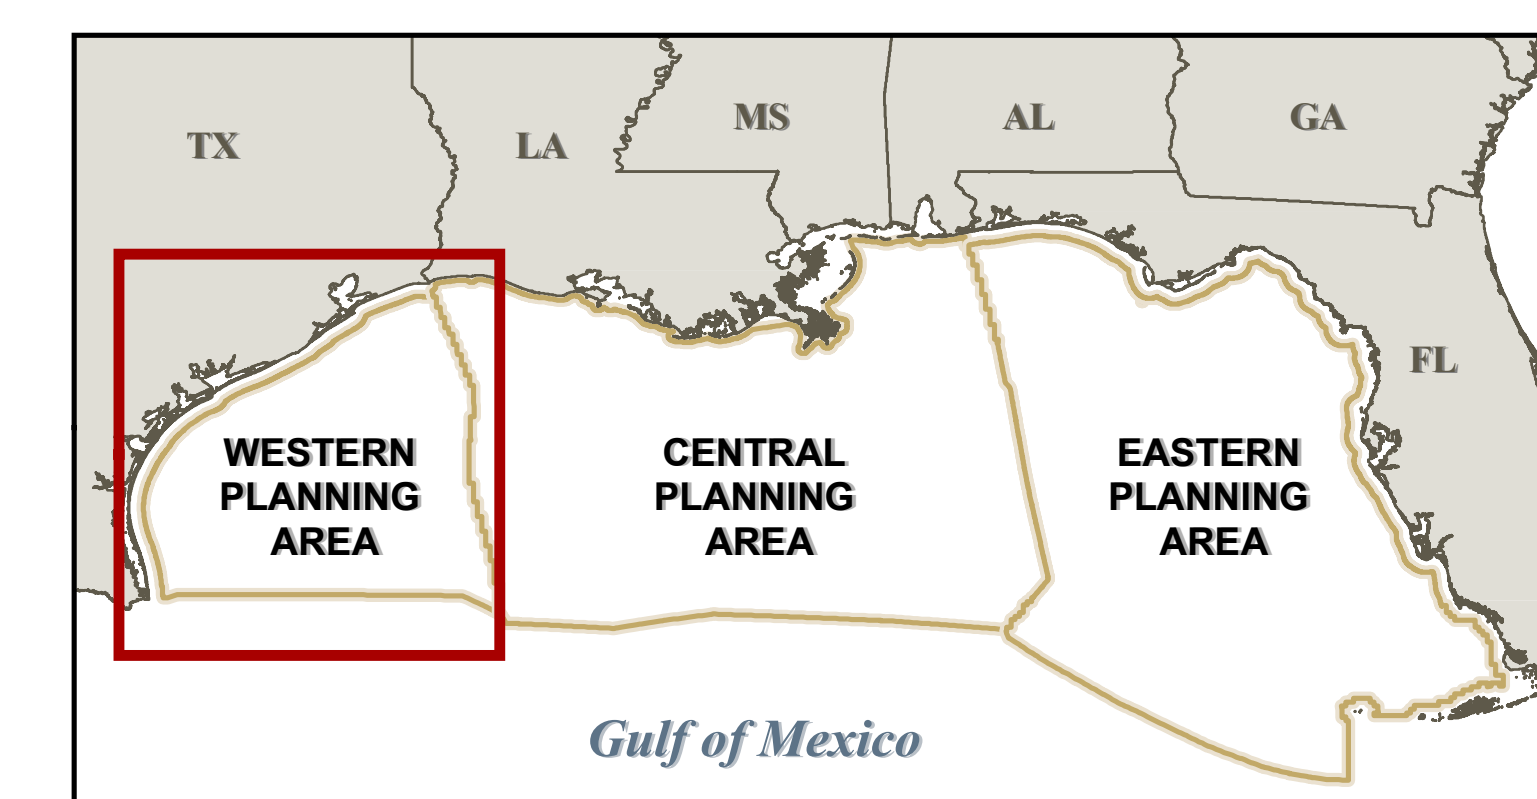 TX
LA
MS
AL
GA
FL
WESTERN
PLANNING
AREA
CENTRAL
PLANNING
AREA
EASTERN
PLANNING
AREA
Gulf of Mexico